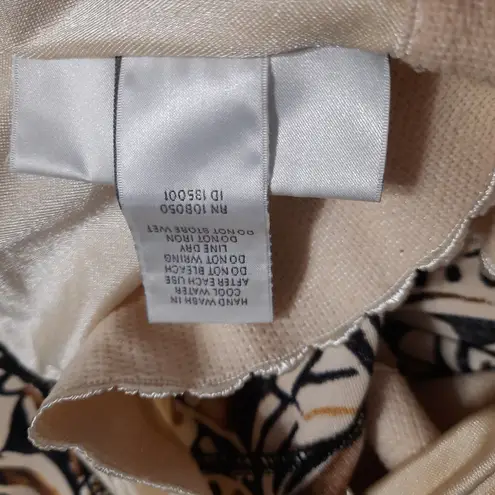 HAND WASH IN
COOL WATER
AFTER EACH USE
DO NOT BLEACH
DO NOT WRING
LINE DRY
DO NOT IRON
DO NOT STORE WET
RN 108050
ID 135001